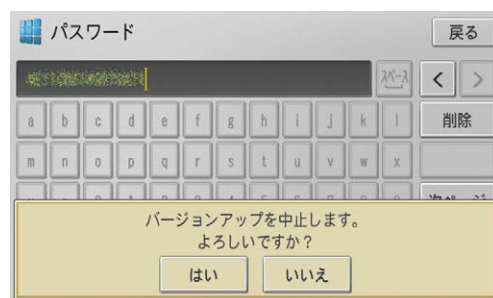 パスワード
戻る
スペース
< >
a b c d e f g h i j k l
削除
m n o p q r s t u v w x
バージョンアップを中止します。
よろしいですか？
はい
いいえ